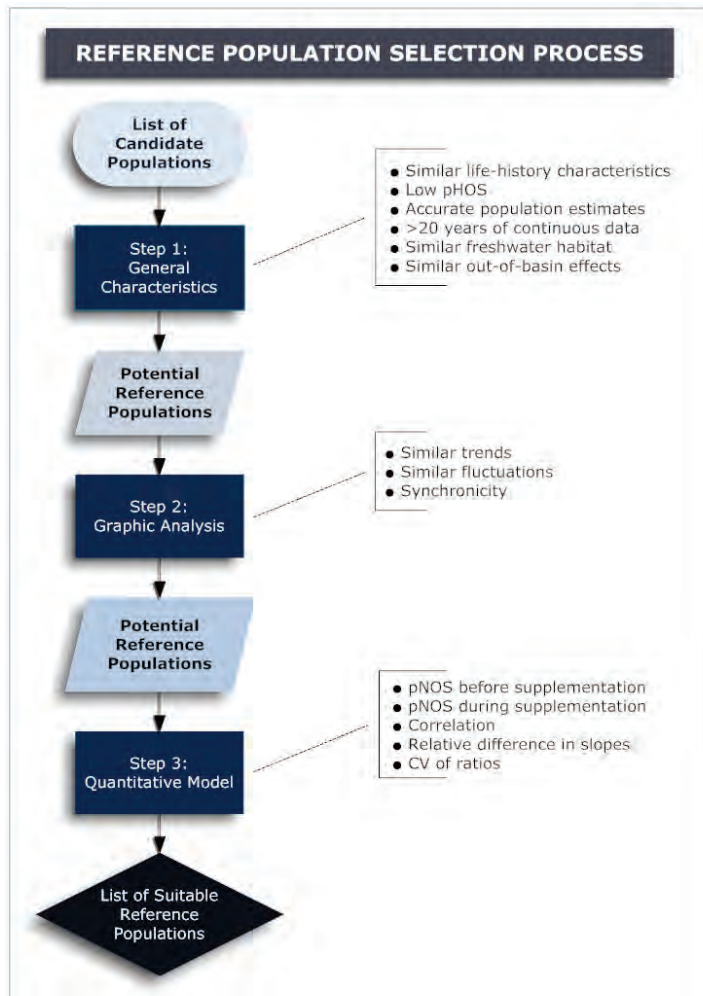 REFERENCE POPULATION SELECTION PROCESS
List of
Candidate
Populations
● Similar life-history characteristics
● Low pHOS
● Accurate population estimates
● >20 years of continuous data
● Similar freshwater habitat
● Similar out-of-basin effects
Step 1:
General
Characteristics
Potential
Reference
Populations
● Similar trends
● Similar fluctuations
● Synchronicity
Step 2:
Graphic Analysis
Potential
Reference
Populations
● pNOS before supplementation
● pNOS during supplementation
● Correlation
● Relative difference in slopes
● CV of ratios
Step 3:
Quantitative Model
List of Suitable
Reference
Populations